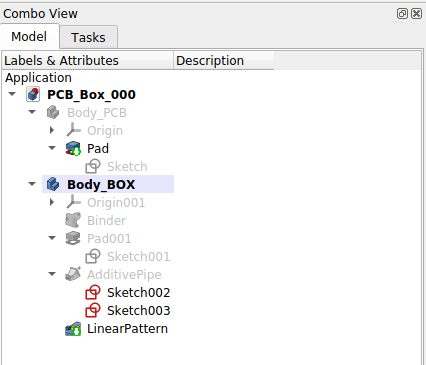 Combo View
Model Tasks
Labels & Attributes Description
Application
PCB_Box_000
Body_PCB
Origin
Pad
Sketch
Body_BOX
Origin001
Binder
Pad001
Sketch001
AdditivePipe
Sketch002
Sketch003
LinearPattern